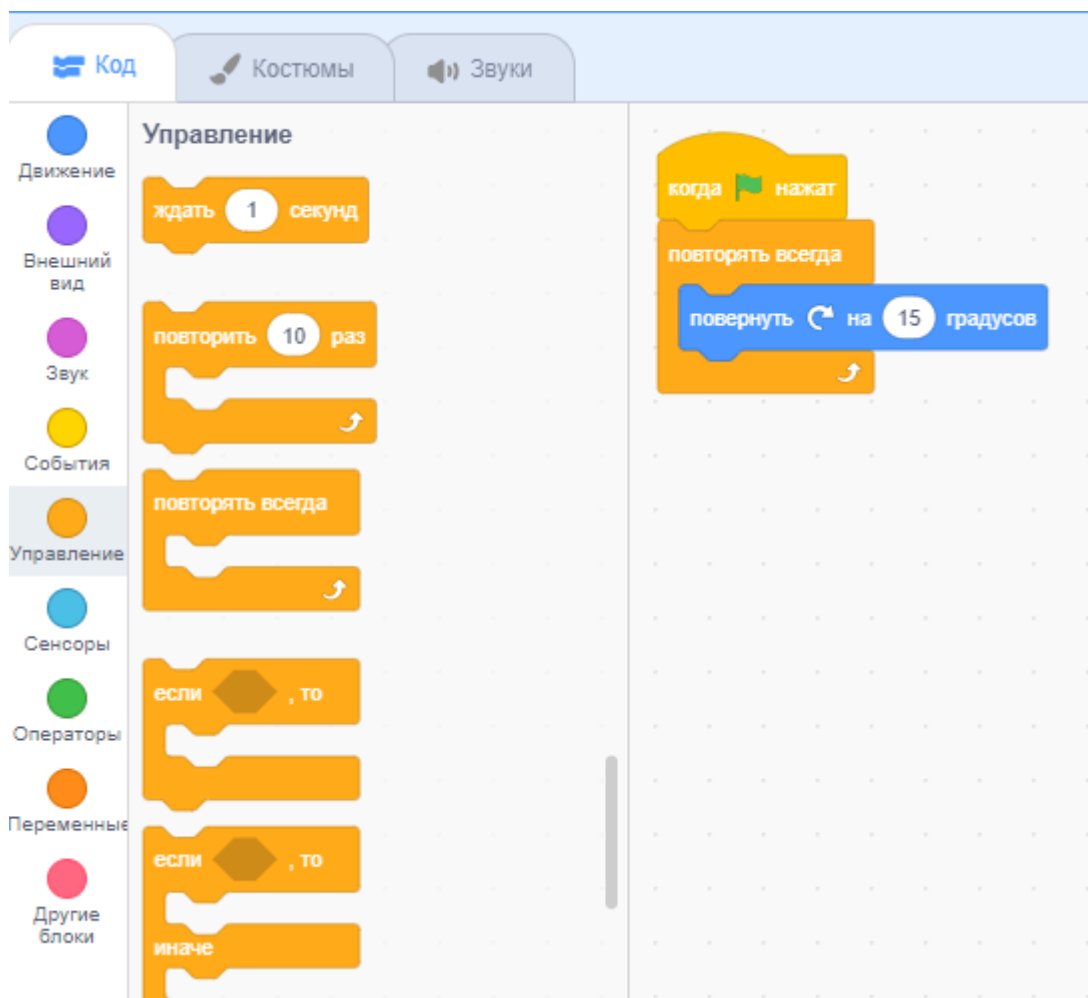 Код
Костюмы
Звуки
Движение
Внешний
вид
Звук
События
Управление
Сенсоры
Операторы
Переменные
Другие
блоки
Управление
ждать 1 секунд
повторить 10 раз
повторять всегда
если , то
если , то
иначе
когда нажат
повторять всегда
повернуть на 15 градусов